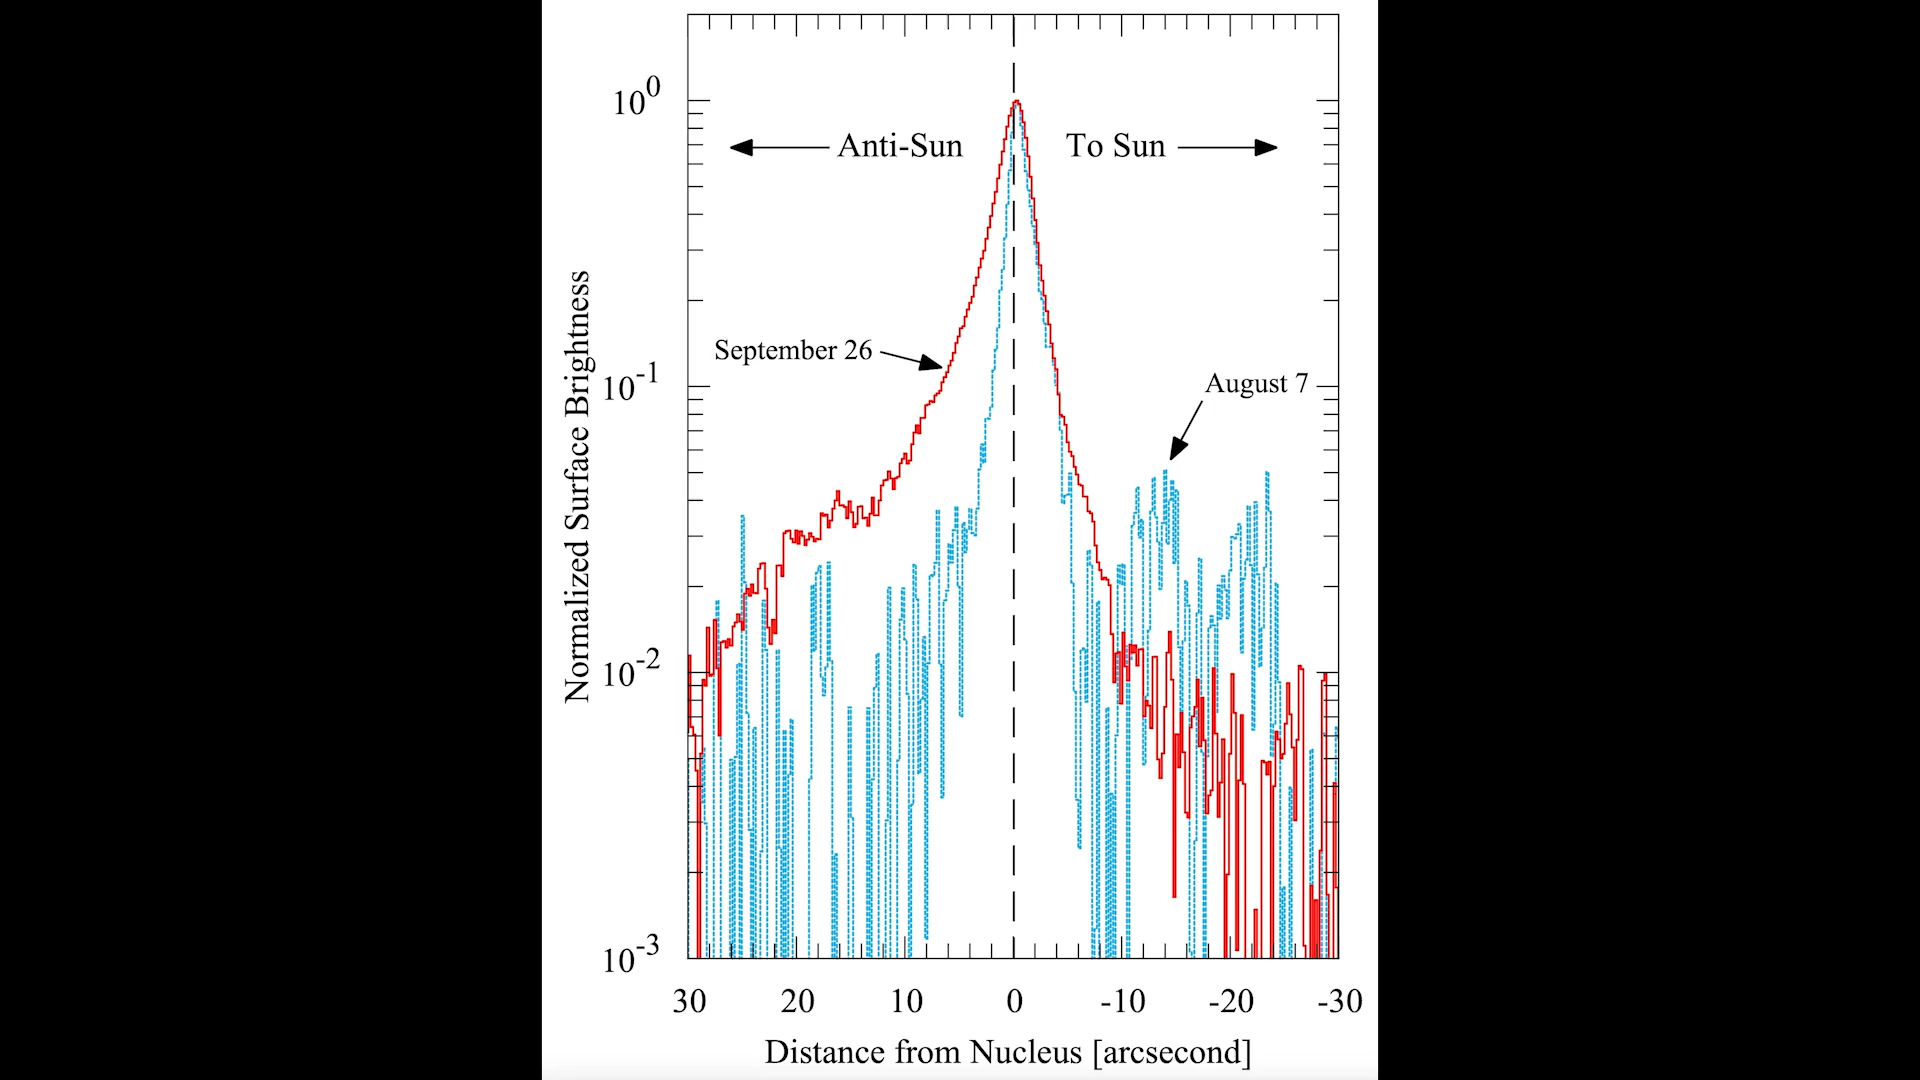 10^0
Anti-Sun
To Sun
September 26
10^-1
August 7
Normalized Surface Brightness
10^-2
10^-3
30 20 10 0 -10 -20 -30
Distance from Nucleus [arcsecond]